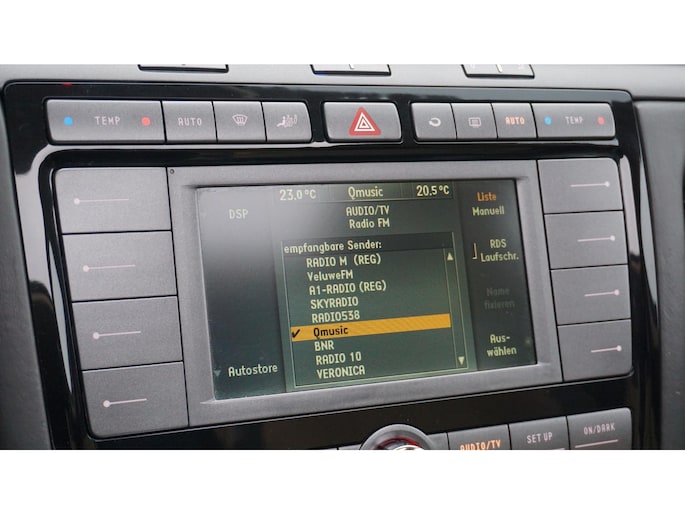 TEMP
AUTO
AUTO
TEMP
23.0 °C
Qmusic
20.5 °C
DSP
AUDIO/TV
Radio FM
Liste
Manuell
empfangbare Sender:
RADIO M (REG)
VeluweFM
A1-RADIO (REG)
SKYRADIO
RADIO538
✔ Qmusic
BNR
RADIO 10
VERONICA
RDS
Laufschr.
Name
fixieren
Aus-
wählen
Autostore
AUDIO/TV
SET UP
ON/DARK